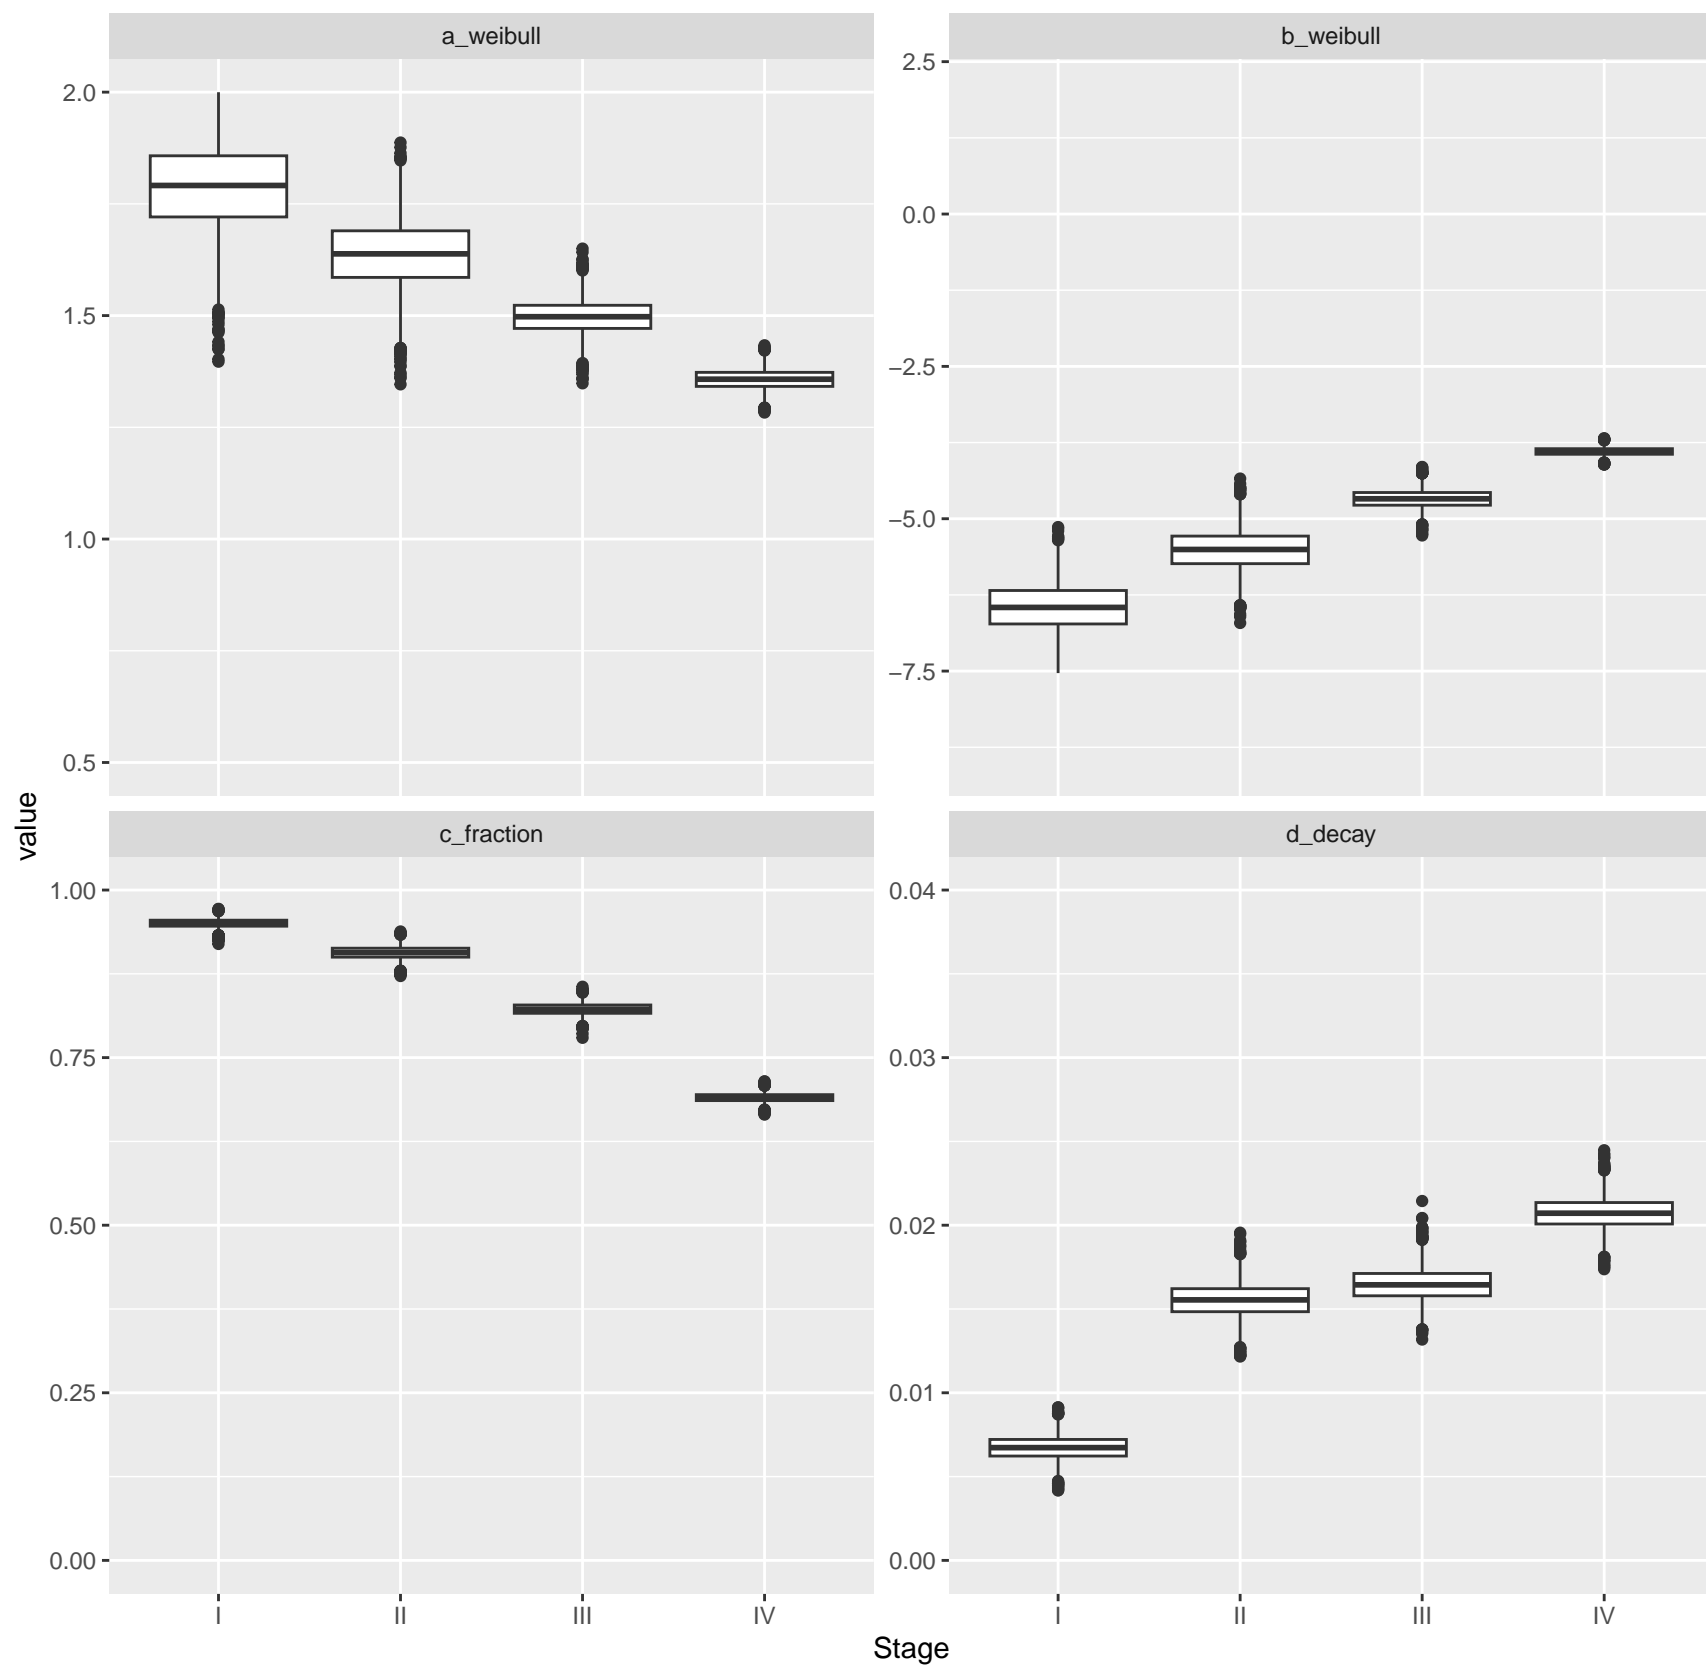 a_weibull
b_weibull
2.0
1.5
1.0
0.5
2.5
0.0
−2.5
−5.0
−7.5
value
c_fraction
d_decay
1.00
0.75
0.50
0.25
0.00
0.04
0.03
0.02
0.01
0.00
I II III IV
I II III IV
Stage